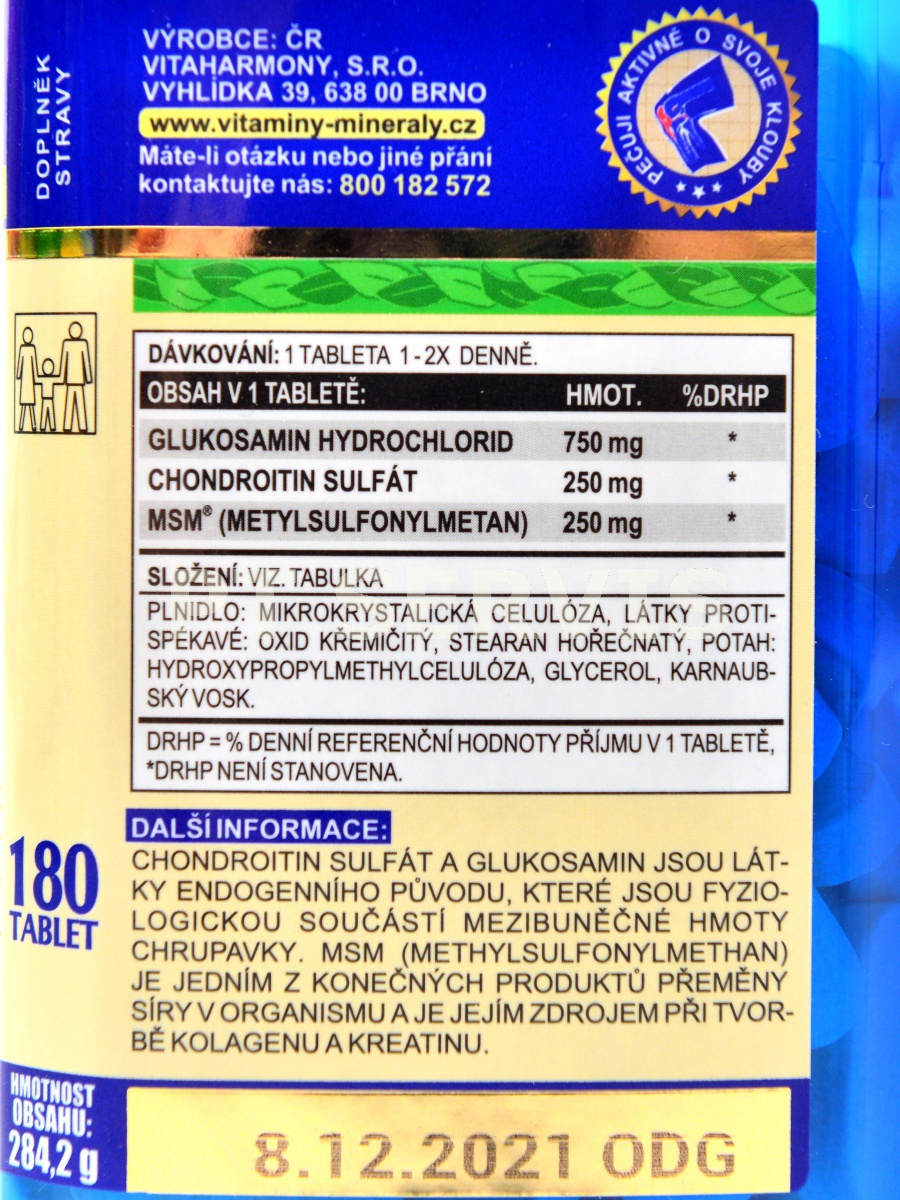 DOPLNĚK
STRAVY
VÝROBCE: ČR
VITAHARMONY, S.R.O.
VYHLÍDKA 39, 638 00 BRNO
www.vitaminy-mineraly.cz
Máte-li otázku nebo jiné přání
kontaktujte nás: 800 182 572
PEČUJI AKTIVNĚ O SVOJE KLOUBY
DÁVKOVÁNÍ: 1 TABLETA 1-2X DENNĚ.
OBSAH V 1 TABLETĚ: HMOT. %DRHP
GLUKOSAMIN HYDROCHLORID 750 mg *
CHONDROITIN SULFÁT 250 mg *
MSM® (METYLSULFONYLMETAN) 250 mg *
SLOŽENÍ: VIZ. TABULKA
PLNIDLO: MIKROKRYSTALICKÁ CELULÓZA, LÁTKY PROTI-
SPÉKAVÉ: OXID KŘEMIČITÝ, STEARAN HOŘEČNATÝ, POTAH:
HYDROXYPROPYLMETHYLCELULÓZA, GLYCEROL, KARNAUB-
SKÝ VOSK.
DRHP = % DENNÍ REFERENČNÍ HODNOTY PŘÍJMU V 1 TABLETĚ,
*DRHP NENÍ STANOVENA.
180
TABLET
DALŠÍ INFORMACE:
CHONDROITIN SULFÁT A GLUKOSAMIN JSOU LÁT-
KY ENDOGENNÍHO PŮVODU, KTERÉ JSOU FYZIO-
LOGICKOU SOUČÁSTÍ MEZIBUNĚČNÉ HMOTY
CHRUPAVKY. MSM (METHYLSULFONYLMETHAN)
JE JEDNÍM Z KONEČNÝCH PRODUKTŮ PŘEMĚNY
SÍRY V ORGANISMU A JE JEJÍM ZDROJEM PŘI TVOR-
BĚ KOLAGENU A KREATINU.
HMOTNOST
OBSAHU:
284,2 g
8.12.2021 ODG